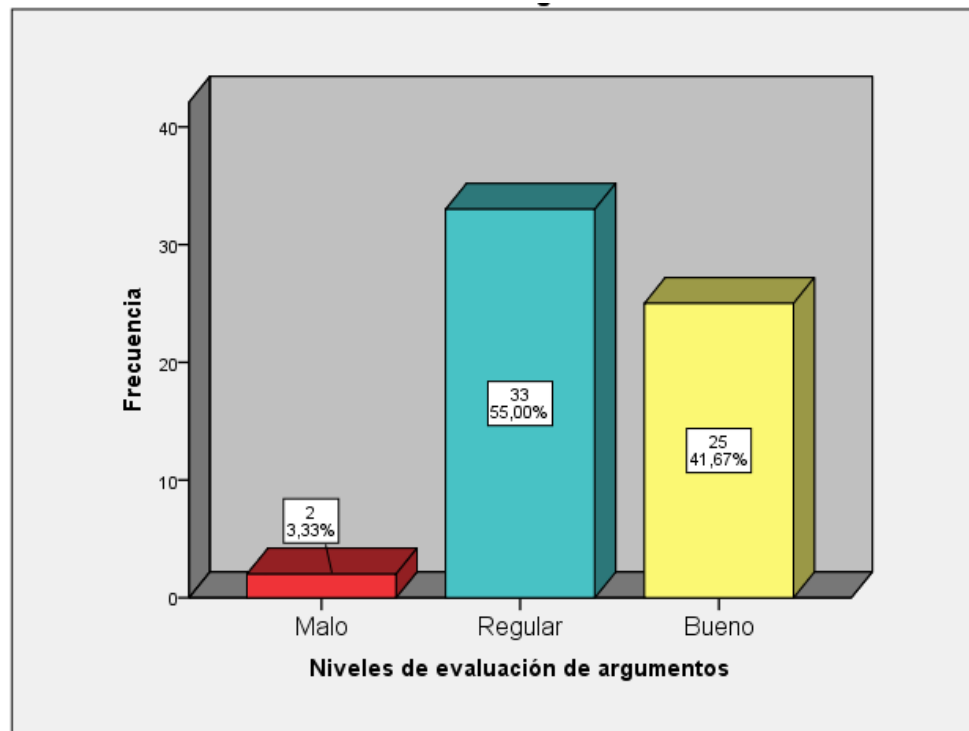 40
30
20
10
0
Frecuencia
2
3,33%
33
55,00%
25
41,67%
Malo
Regular
Bueno
Niveles de evaluación de argumentos